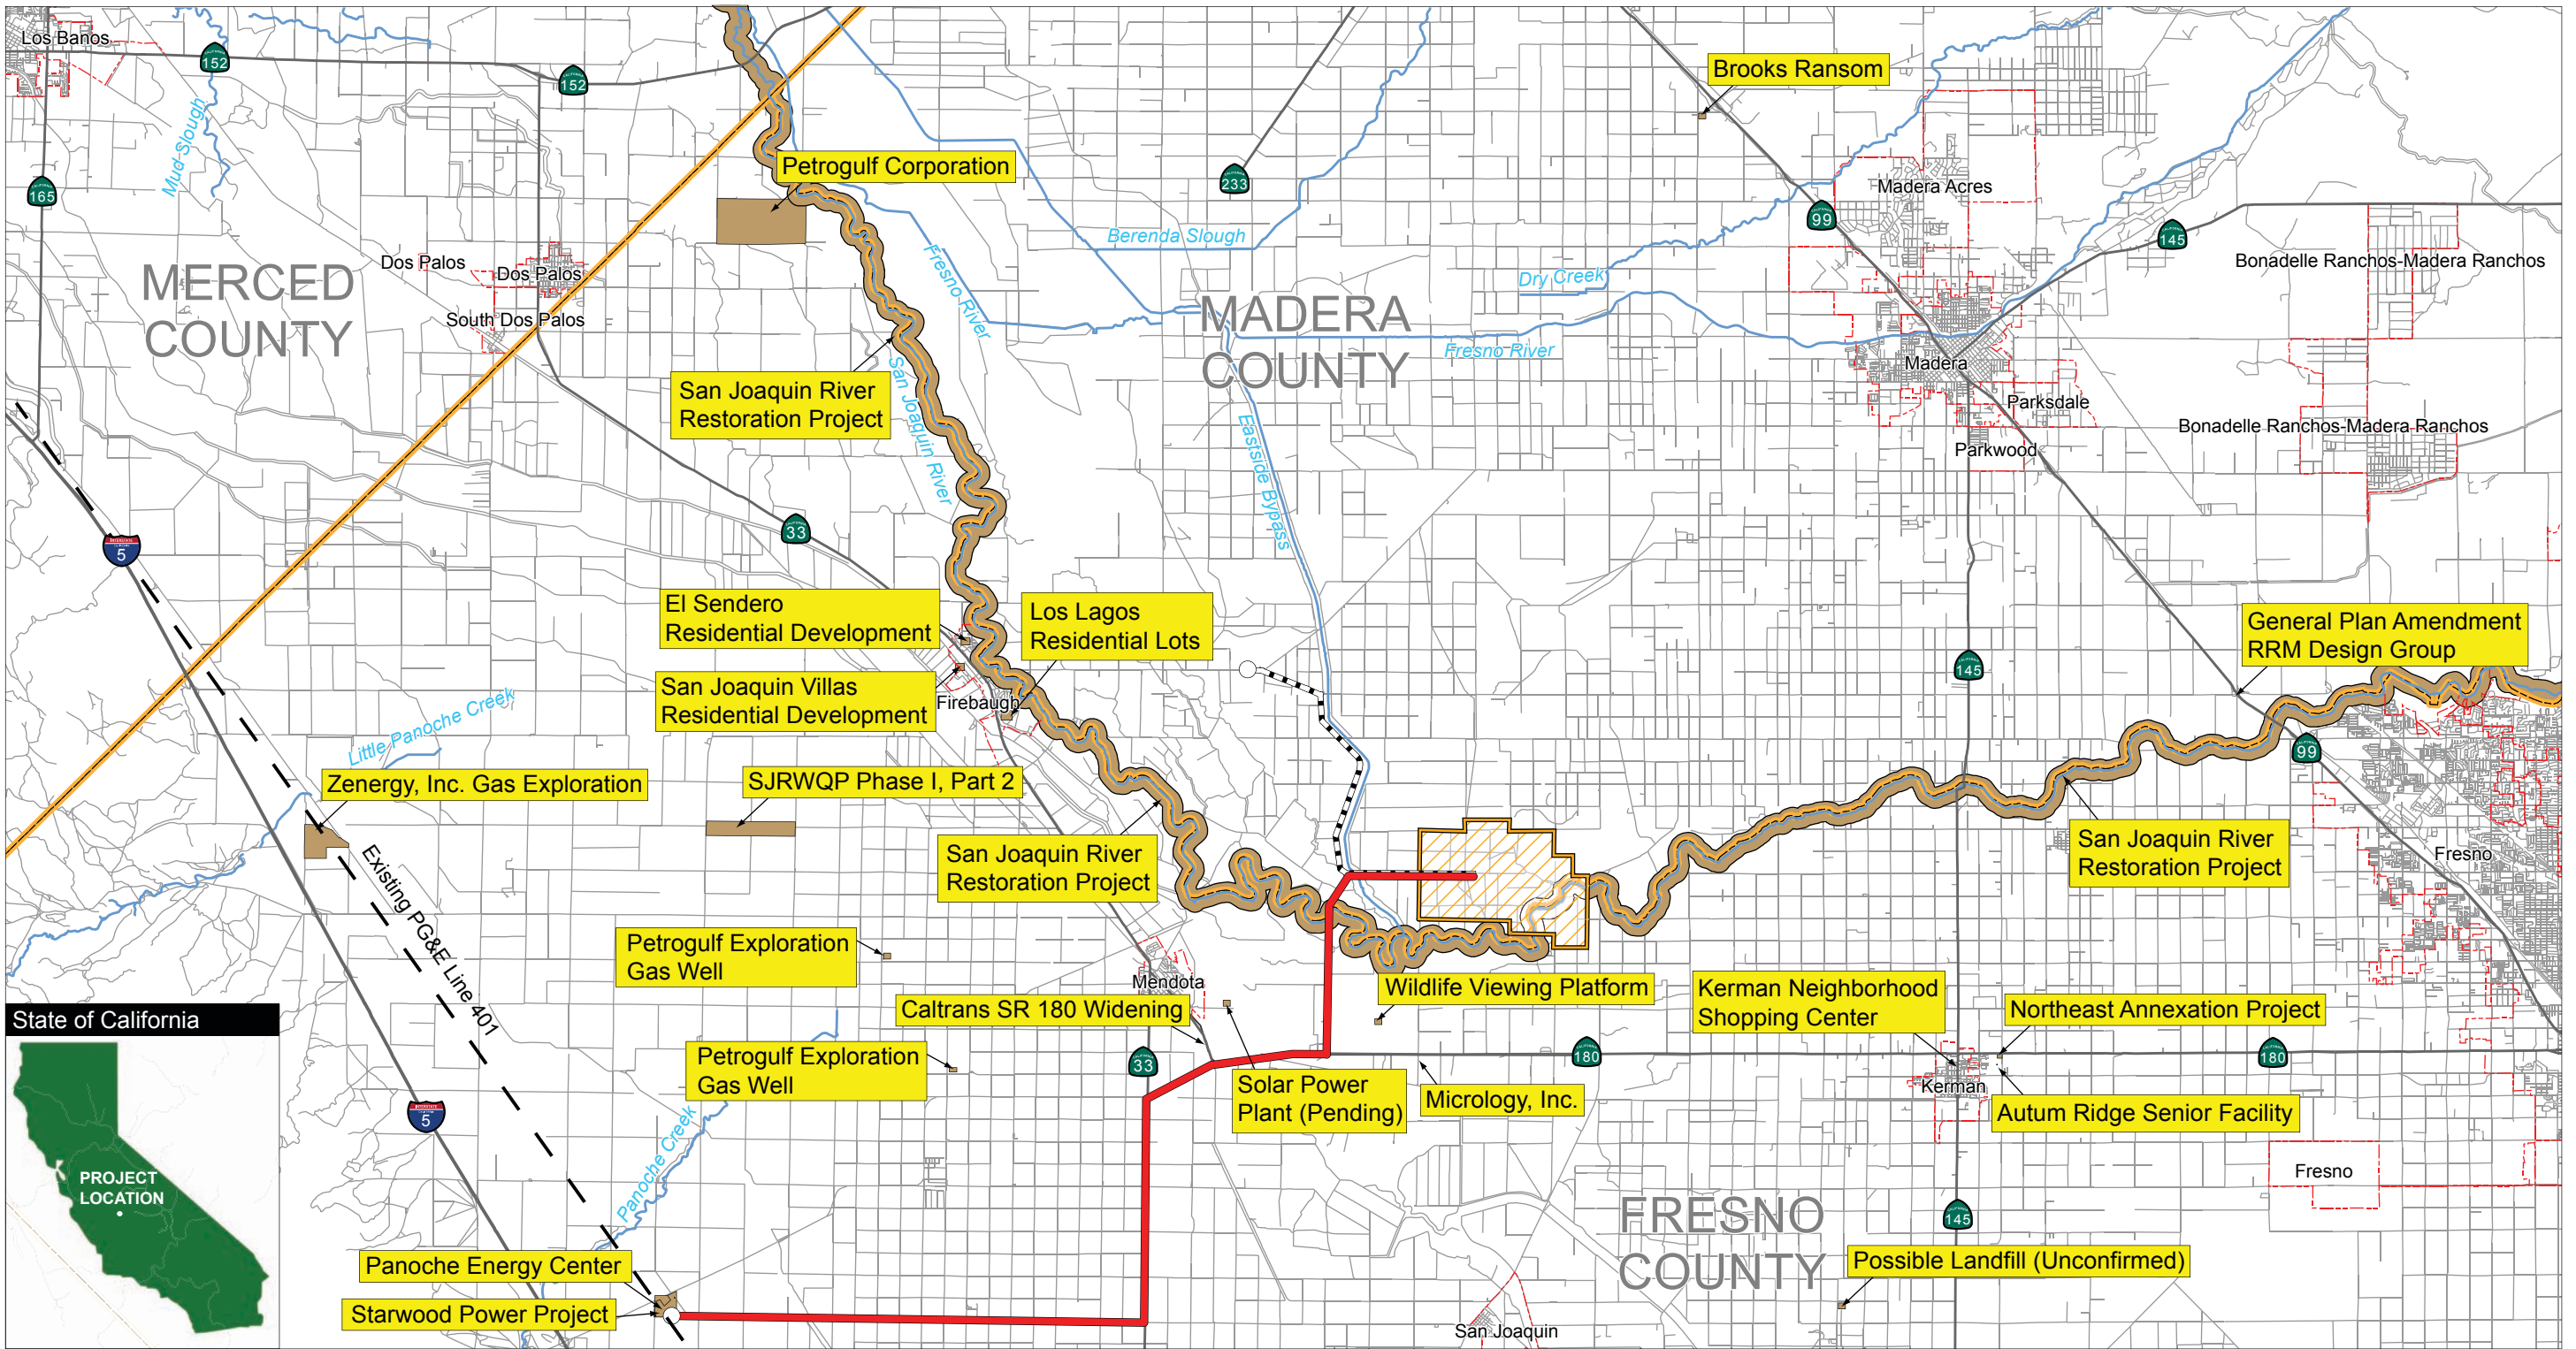 Los Banos
152
152
Mud Slough
165
Brooks Ransom
Petrogulf Corporation
233
Madera Acres
99
145
Berenda Slough
Fresno River
Dos Palos
Dos Palos
Dry Creek
Bonadelle Ranchos-Madera Ranchos
MERCED
COUNTY
MADERA
COUNTY
South Dos Palos
Fresno River
Madera
San Joaquin River
Restoration Project
San Joaquin River
Parksdale
Bonadelle Ranchos-Madera Ranchos
Parkwood
Eastside Bypass
33
5
El Sendero
Residential Development
Los Lagos
Residential Lots
General Plan Amendment
RRM Design Group
145
San Joaquin Villas
Residential Development
Firebaugh
Little Panoche Creek
99
Zenergy, Inc. Gas Exploration
SJRWQP Phase I, Part 2
San Joaquin River
Restoration Project
San Joaquin River
Restoration Project
Fresno
Existing PG&E Line 401
Petrogulf Exploration
Gas Well
Mendota
Wildlife Viewing Platform
Kerman Neighborhood
Shopping Center
Northeast Annexation Project
Caltrans SR 180 Widening
State of California
Petrogulf Exploration
Gas Well
33
180
180
Solar Power
Plant (Pending)
Micrology, Inc.
Kerman
Autum Ridge Senior Facility
5
Panoche Creek
PROJECT
LOCATION
Fresno
FRESNO
COUNTY
145
Panoche Energy Center
Possible Landfill (Unconfirmed)
Starwood Power Project
San Joaquin